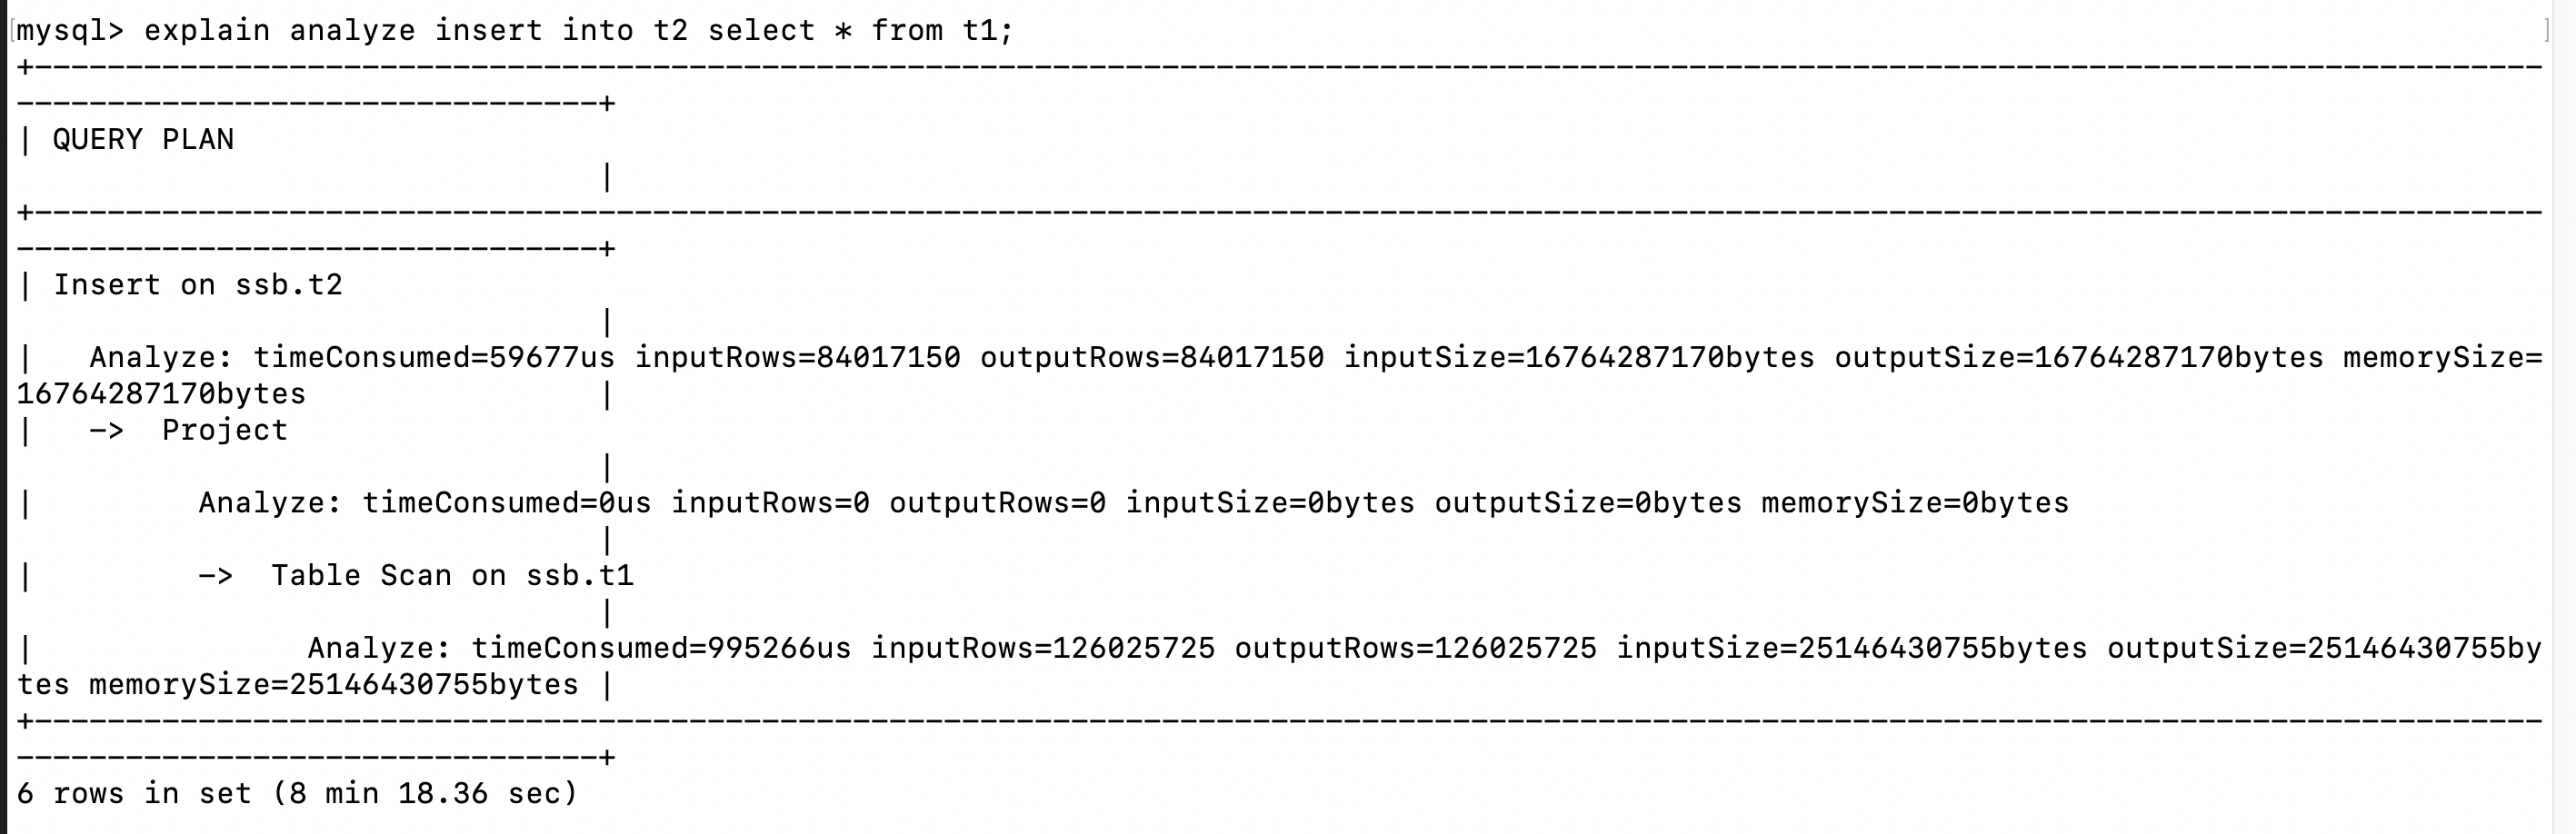 [mysql> explain analyze insert into t2 select * from t1; ]
+------------------------------------------------------------------------------------------------------------------------------------------
--------------------------------+
| QUERY PLAN
|
+------------------------------------------------------------------------------------------------------------------------------------------
--------------------------------+
| Insert on ssb.t2
|
|   Analyze: timeConsumed=59677us inputRows=84017150 outputRows=84017150 inputSize=16764287170bytes outputSize=16764287170bytes memorySize=
16764287170bytes                |
|   ->  Project
|
|         Analyze: timeConsumed=0us inputRows=0 outputRows=0 inputSize=0bytes outputSize=0bytes memorySize=0bytes
|
|         ->  Table Scan on ssb.t1
|
|               Analyze: timeConsumed=995266us inputRows=126025725 outputRows=126025725 inputSize=25146430755bytes outputSize=25146430755by
tes memorySize=25146430755bytes |
+------------------------------------------------------------------------------------------------------------------------------------------
--------------------------------+
6 rows in set (8 min 18.36 sec)